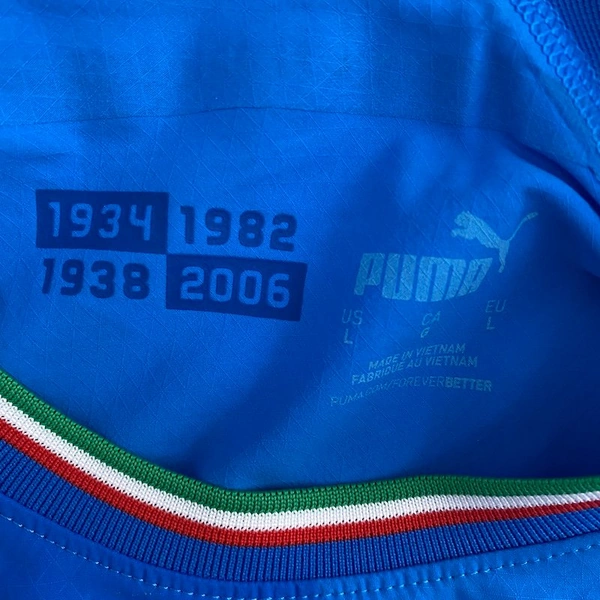 1934 1982
1938 2006
PUMA
US CA EU
L G L
MADE IN VIETNAM
FABRIQUÉ AU VIETNAM
PUMA.COM/FOREVERBETTER